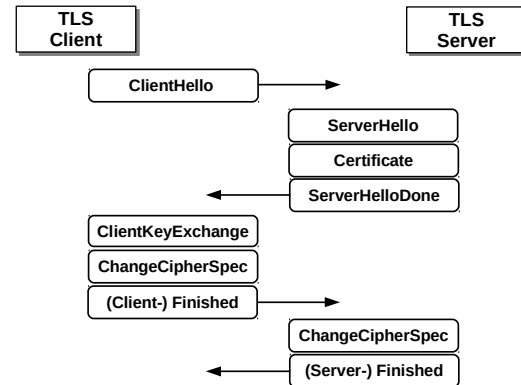 TLS
Client
TLS
Server
ClientHello
ServerHello
Certificate
ServerHelloDone
ClientKeyExchange
ChangeCipherSpec
(Client-) Finished
ChangeCipherSpec
(Server-) Finished